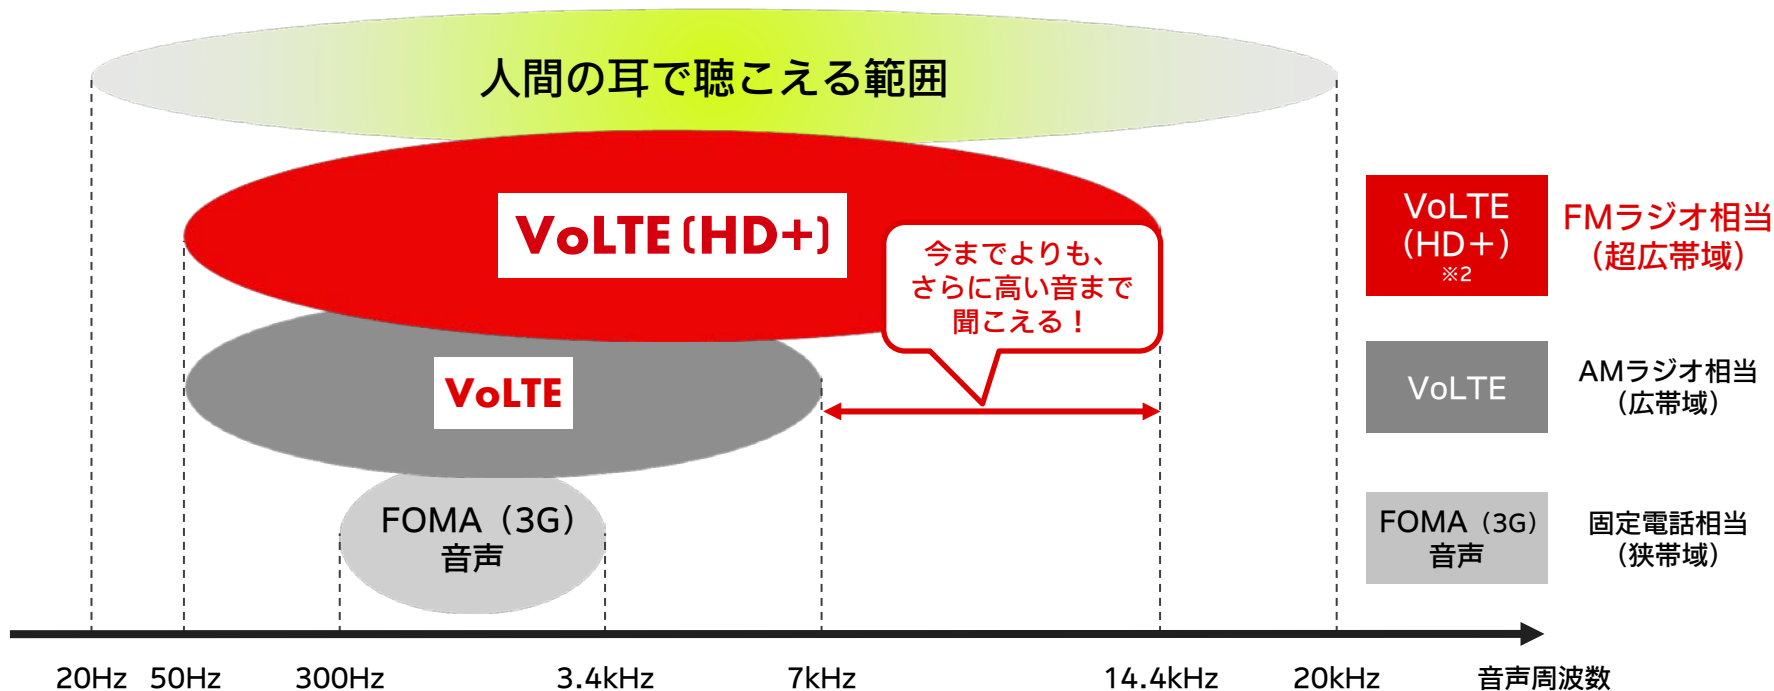 人間の耳で聴こえる範囲
VoLTE(HD+)
今までよりも、
さらに高い音まで
聞こえる！
VoLTE
FOMA（3G）
音声
VoLTE
（HD＋）
※2
FMラジオ相当
（超広帯域）
VoLTE
AMラジオ相当
（広帯域）
FOMA（3G）
音声
固定電話相当
（狭帯域）
20Hz 50Hz 300Hz 3.4kHz 7kHz 14.4kHz 20kHz 音声周波数